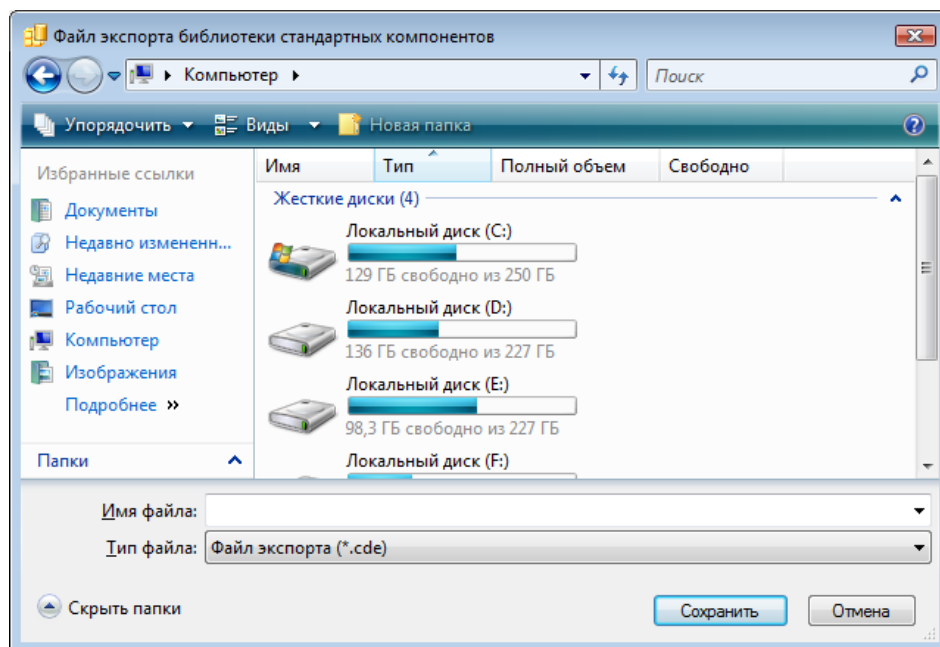 Файл экспорта библиотеки стандартных компонентов
Компьютер
Поиск
Упорядочить Виды Новая папка
Избранные ссылки
Документы
Недавно измененн...
Недавние места
Рабочий стол
Компьютер
Изображения
Подробнее »
Папки
Имя Тип Полный объем Свободно
Жесткие диски (4)
Локальный диск (C:)
129 ГБ свободно из 250 ГБ
Локальный диск (D:)
136 ГБ свободно из 227 ГБ
Локальный диск (E:)
98,3 ГБ свободно из 227 ГБ
Локальный диск (F:)
Имя файла:
Тип файла: Файл экспорта (*.cde)
Скрыть папки
Сохранить Отмена